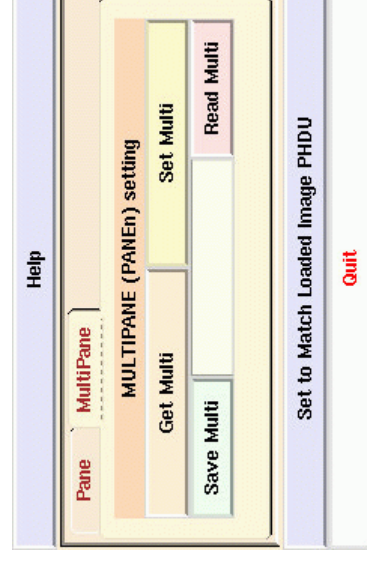 Help
Pane MultiPane
MULTIPANE (PANEn) setting
Get Multi Set Multi
Save Multi Read Multi
Set to Match Loaded Image PHDU
Quit